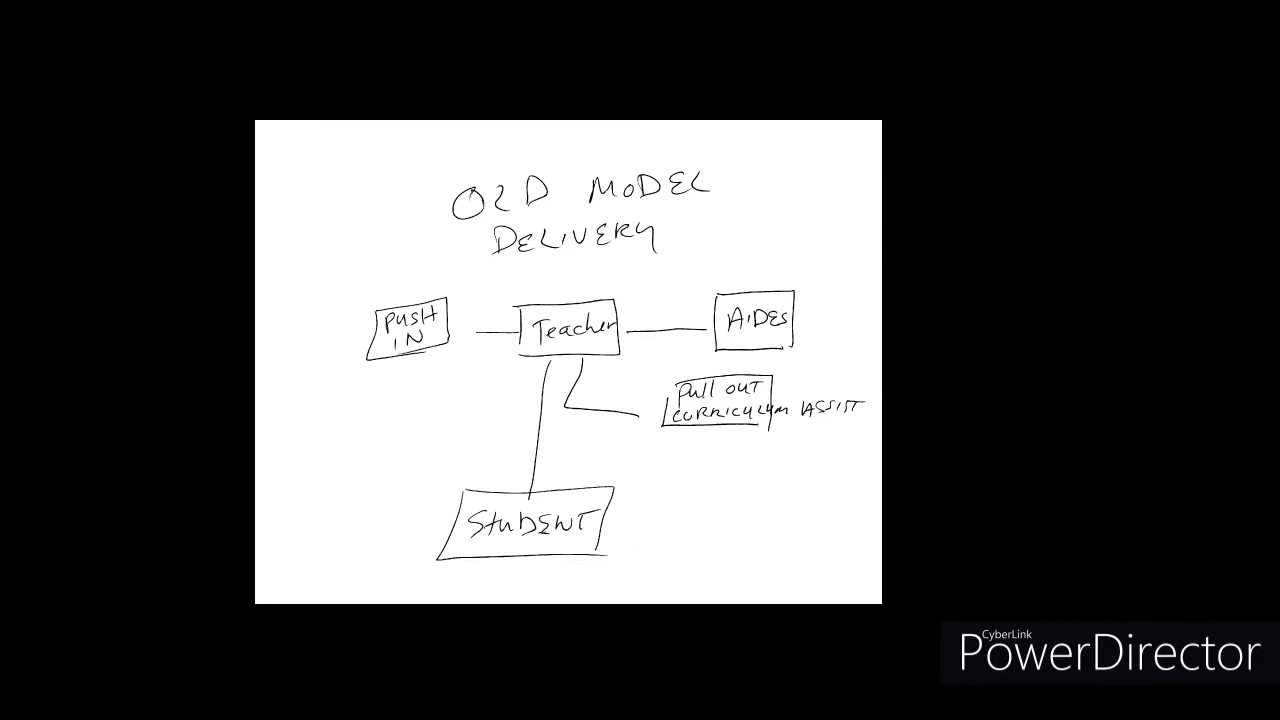 OLD MODEL
DELIVERY
PUSH
IN
Teacher
AIDES
Pull OUT
CURRICULUM ASSIST
STUDENT
CyberLink
PowerDirector